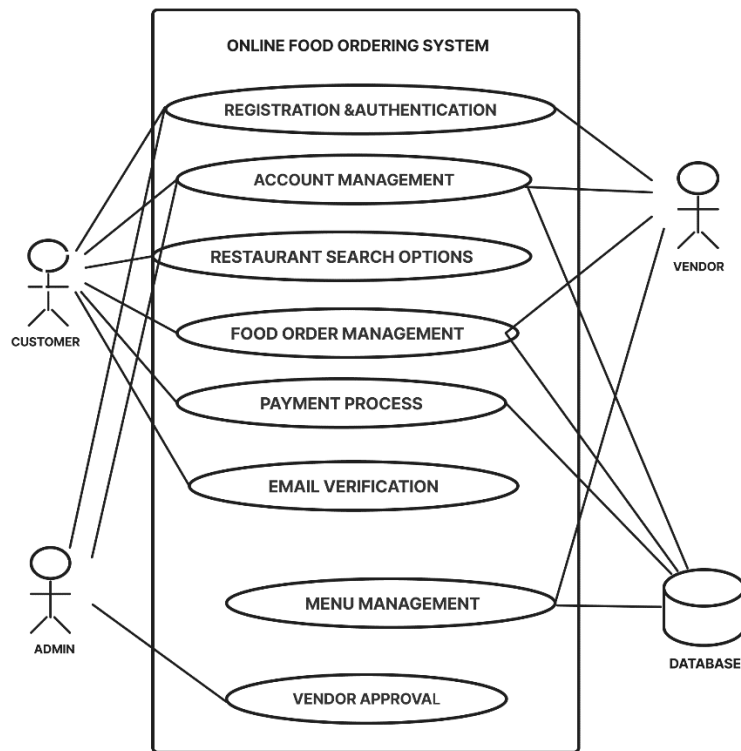 ONLINE FOOD ORDERING SYSTEM
REGISTRATION &AUTHENTICATION
ACCOUNT MANAGEMENT
RESTAURANT SEARCH OPTIONS
VENDOR
CUSTOMER
FOOD ORDER MANAGEMENT
PAYMENT PROCESS
EMAIL VERIFICATION
MENU MANAGEMENT
ADMIN
DATABASE
VENDOR APPROVAL